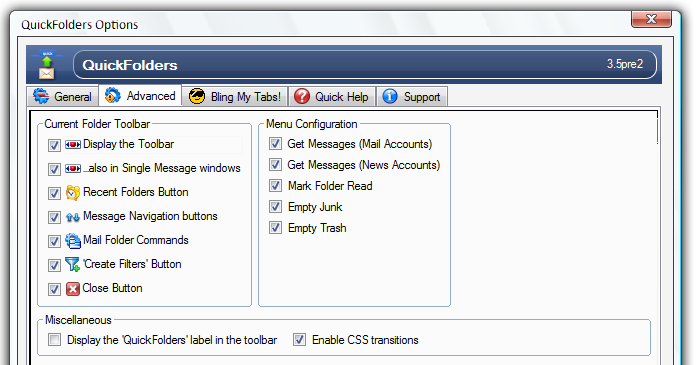 QuickFolders Options
QuickFolders 3.5pre2
General Advanced Bling My Tabs! Quick Help Support
Current Folder Toolbar
Display the Toolbar
...also in Single Message windows
Recent Folders Button
Message Navigation buttons
Mail Folder Commands
'Create Filters' Button
Close Button
Menu Configuration
Get Messages (Mail Accounts)
Get Messages (News Accounts)
Mark Folder Read
Empty Junk
Empty Trash
Miscellaneous
Display the 'QuickFolders' label in the toolbar Enable CSS transitions